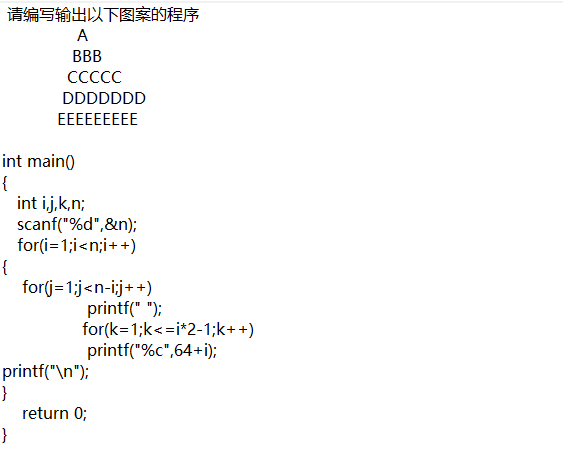 请编写输出以下图案的程序
A
BBB
CCCCC
DDDDDDD
EEEEEEEEE
int main()
{
int i,j,k,n;
scanf("%d",&n);
for(i=1;i<n;i++)
{
for(j=1;j<n-i;j++)
printf(" ");
for(k=1;k<=i*2-1;k++)
printf("%c",64+i);
printf("\n");
}
return 0;
}